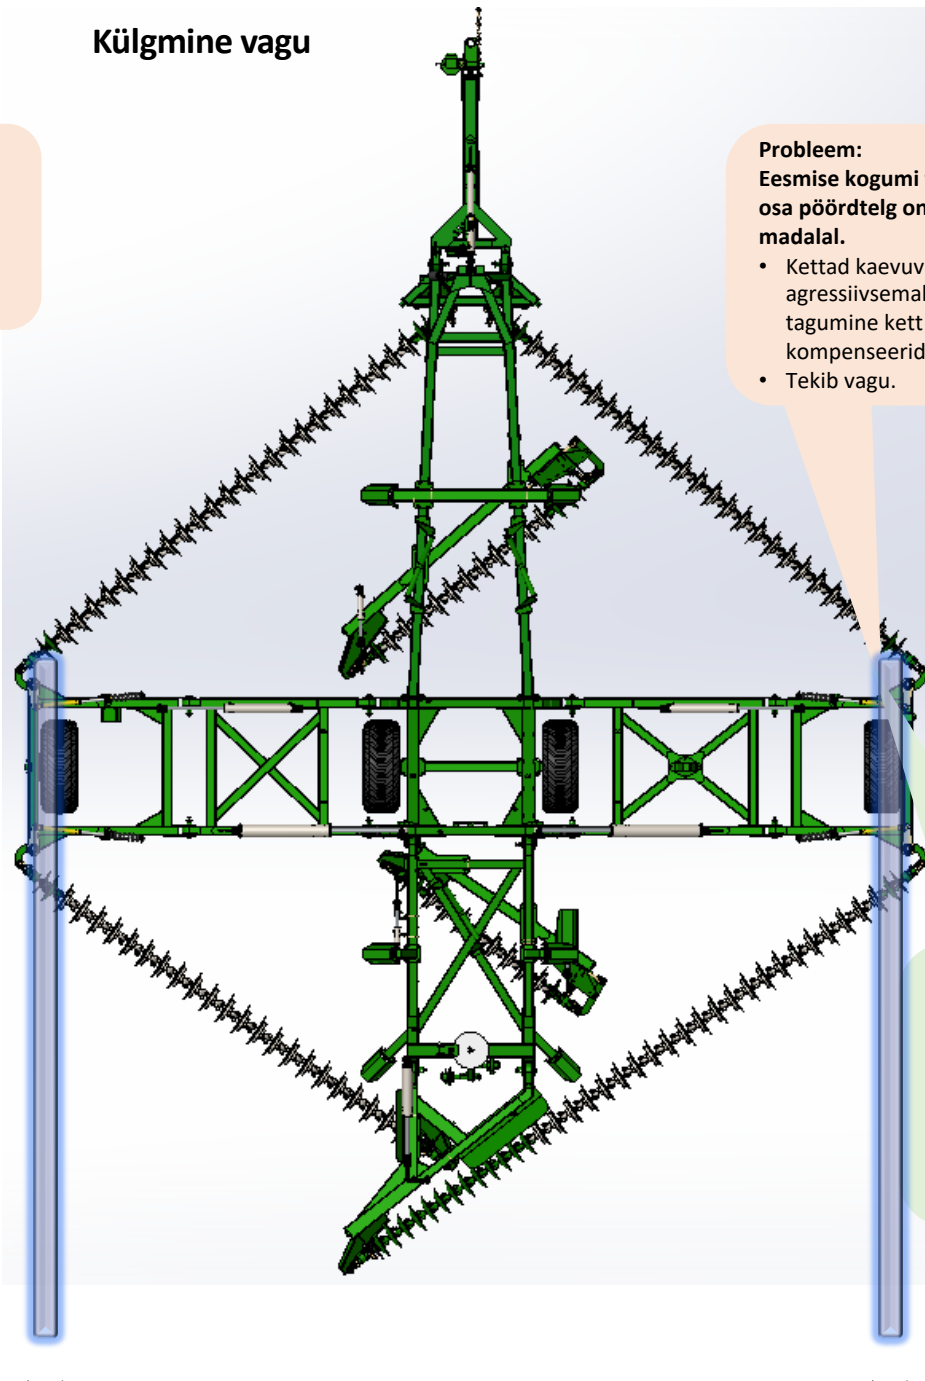 Külgmine vagu
Probleem:
Eesmise kogumi
osa pöördtelg on
madalal.
• Kettad kaevuv
agressiivsemal
tagumine kett
kompenseerid
• Tekib vagu.